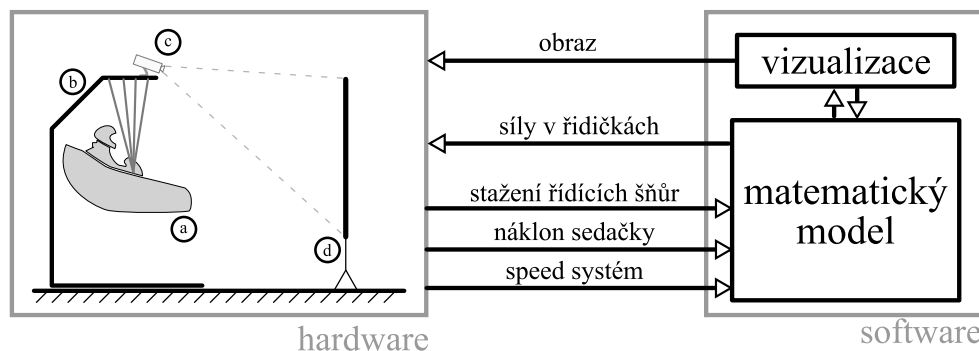 c
b
a
d
obraz
síly v řidičkách
stažení řídících šňůr
náklon sedačky
speed systém
vizualizace
matematický
model
hardware
software